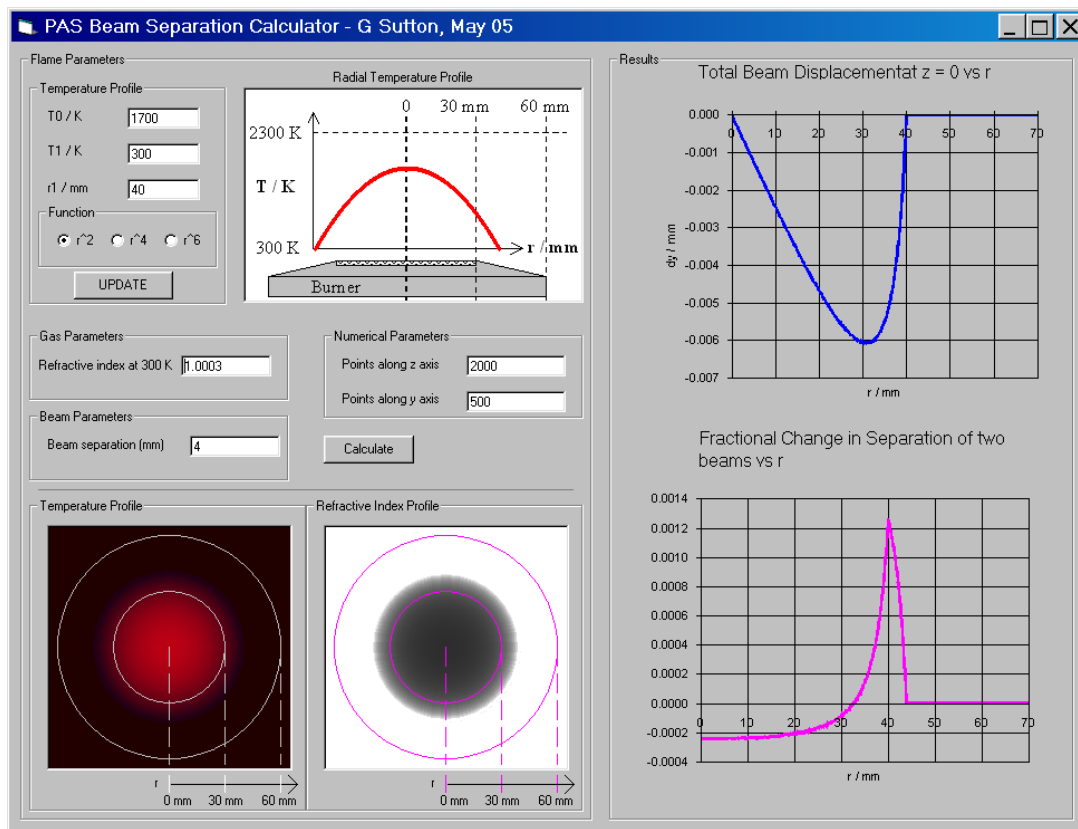 PAS Beam Separation Calculator - G Sutton, May 05
Flame Parameters
Temperature Profile
T0 / K
1700
T1 / K
300
r1 / mm
40
Function
r^2
r^4
r^6
UPDATE
Radial Temperature Profile
0
30 mm
60 mm
2300 K
T / K
300 K
r / mm
Burner
Gas Parameters
Refractive index at 300 K
1.0003
Numerical Parameters
Points along z axis
2000
Points along y axis
500
Beam Parameters
Beam separation (mm)
4
Calculate
Temperature Profile
r
0 mm
30 mm
60 mm
Refractive Index Profile
r
0 mm
30 mm
60 mm
Results
Total Beam Displacementat z = 0 vs r
0.000
-0.001
-0.002
-0.003
-0.004
-0.005
-0.006
-0.007
0
10
20
30
40
50
60
70
dy / mm
r / mm
Fractional Change in Separation of two
beams vs r
0.0014
0.0012
0.0010
0.0008
0.0006
0.0004
0.0002
0.0000
-0.0002
-0.0004
0
10
20
30
40
50
60
70
r / mm